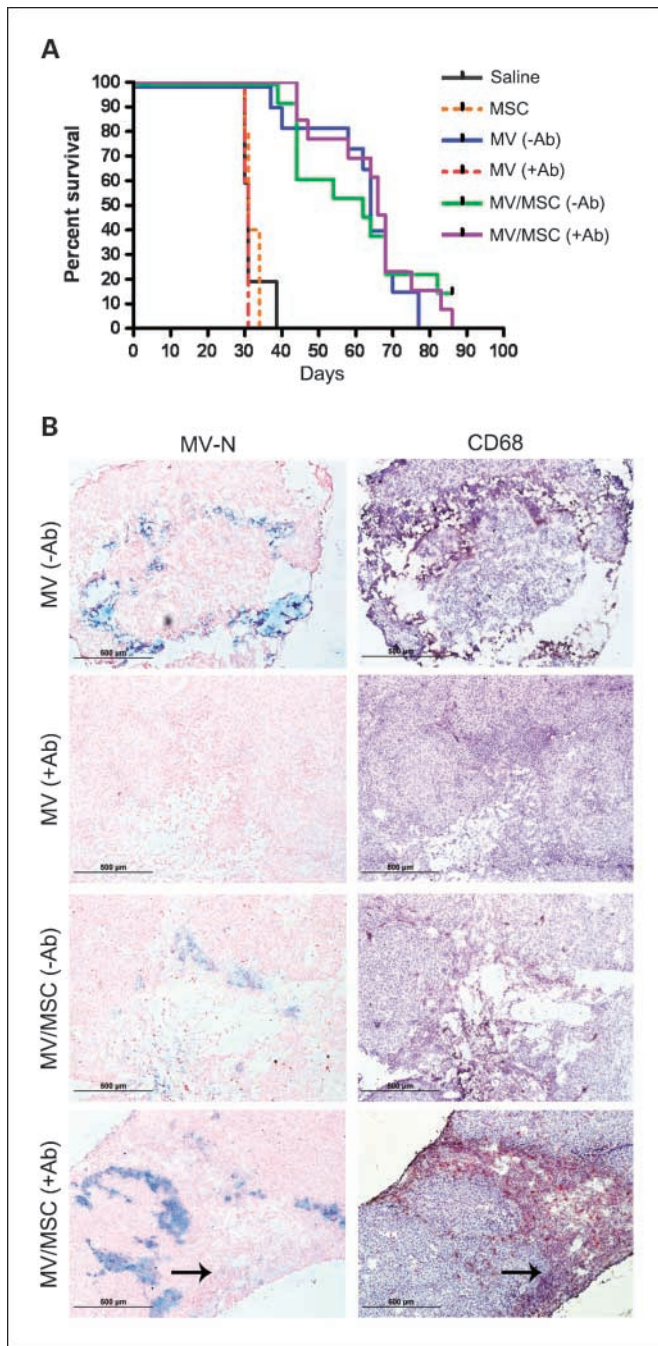 A
Percent survival
100
90
80
70
60
50
40
30
20
10
0
0 10 20 30 40 50 60 70 80 90 100
Days
Saline
MSC
MV (-Ab)
MV (+Ab)
MV/MSC (-Ab)
MV/MSC (+Ab)
B
MV-N CD68
MV (-Ab)
500 µm 500 µm
MV (+Ab)
500 µm 500 µm
MV/MSC (-Ab)
500 µm 500 µm
MV/MSC (+Ab)
500 µm 500 µm